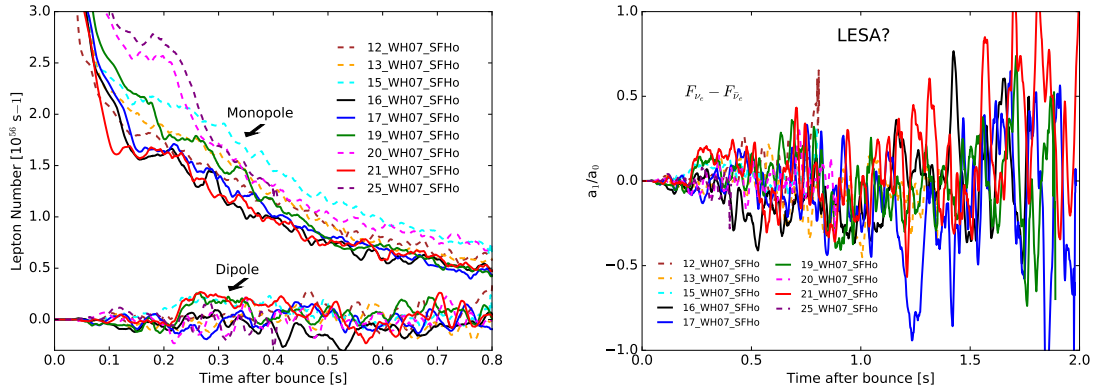 3.0
2.5
2.0
1.5
1.0
0.5
0.0
Lepton Number [10^56 s−1]
12_WH07_SFHo
13_WH07_SFHo
15_WH07_SFHo
16_WH07_SFHo
17_WH07_SFHo
19_WH07_SFHo
20_WH07_SFHo
21_WH07_SFHo
25_WH07_SFHo
Monopole
Dipole
0.0 0.1 0.2 0.3 0.4 0.5 0.6 0.7 0.8
Time after bounce [s]
1.0
0.5
0.0
−0.5
−1.0
a₁/a₀
LESA?
F_{ν_e} − F_{ν̄_e}
12_WH07_SFHo
13_WH07_SFHo
15_WH07_SFHo
16_WH07_SFHo
17_WH07_SFHo
19_WH07_SFHo
20_WH07_SFHo
21_WH07_SFHo
25_WH07_SFHo
0.0 0.5 1.0 1.5 2.0
Time after bounce [s]